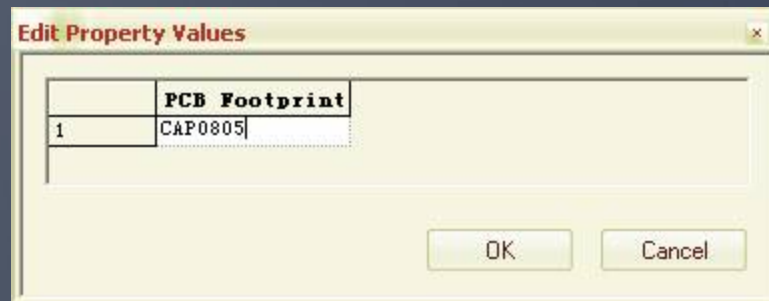 Edit Property Values
PCB Footprint
1 CAP0805
OK Cancel